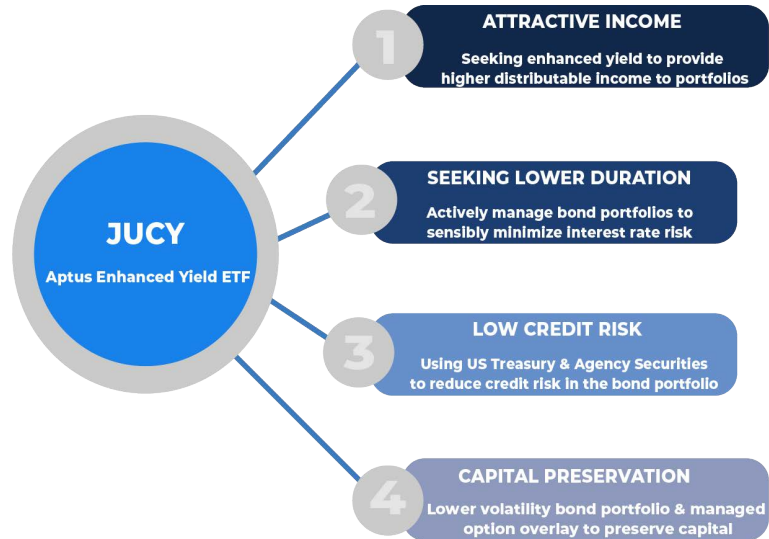 1
ATTRACTIVE INCOME
Seeking enhanced yield to provide
higher distributable income to portfolios
2
SEEKING LOWER DURATION
Actively manage bond portfolios to
sensibly minimize interest rate risk
JUCY
Aptus Enhanced Yield ETF
3
LOW CREDIT RISK
Using US Treasury & Agency Securities
to reduce credit risk in the bond portfolio
4
CAPITAL PRESERVATION
Lower volatility bond portfolio & managed
option overlay to preserve capital